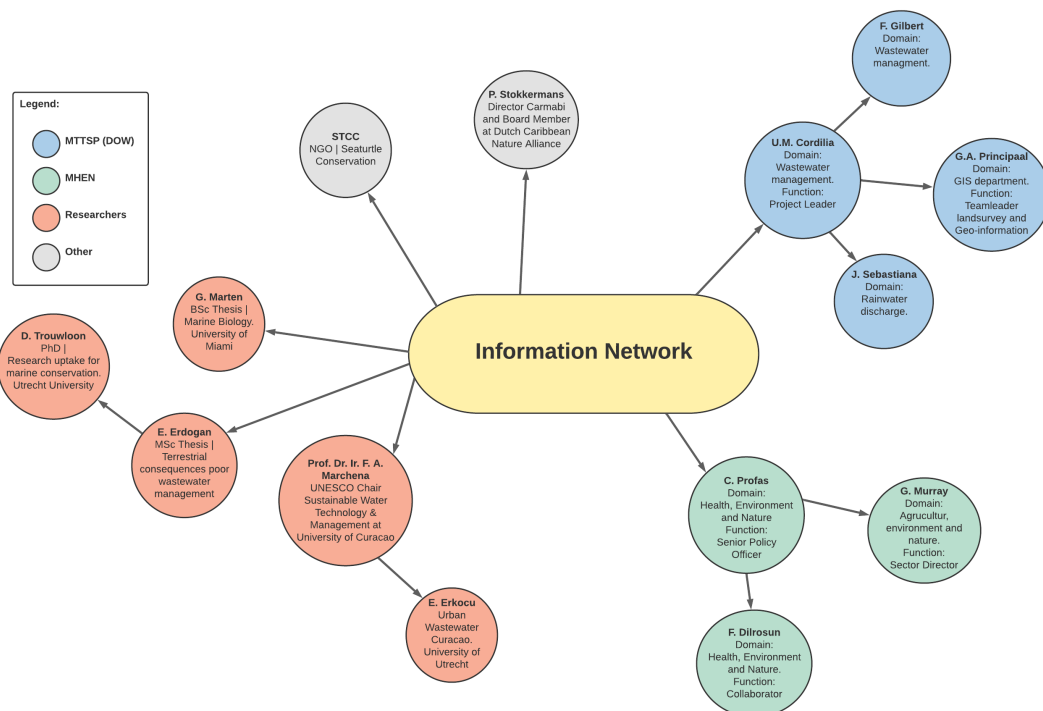 Legend:
MTTSP (DOW)
MHEN
Researchers
Other
STCC
NGO | Seaturtle
Conservation
P. Stokkermans
Director Carmabi
and Board Member
at Dutch Caribbean
Nature Alliance
F. Gilbert
Domain:
Wastewater
managment.
U.M. Cordilia
Domain:
Wastewater
management.
Function:
Project Leader
G.A. Principaal
Domain:
GIS department.
Function:
Teamleader
landsurvey and
Geo-information
J. Sebastiana
Domain:
Rainwater
discharge.
G. Marten
BSc Thesis |
Marine Biology.
University of
Miami
D. Trouwloon
PhD |
Research uptake for
marine conservation.
Utrecht University
Information Network
E. Erdogan
MSc Thesis |
Terrestrial
consequences poor
wastewater
management
Prof. Dr. Ir. F. A.
Marchena
UNESCO Chair
Sustainable Water
Technology &
Management at
University of Curacao
E. Erkocu
Urban
Wastewater
Curacao.
University of
Utrecht
C. Profas
Domain:
Health, Environment
and Nature
Function:
Senior Policy
Officer
G. Murray
Domain:
Agrucultur,
environment and
nature.
Function:
Sector Director
F. Dilrosun
Domain:
Health, Environment
and Nature.
Function:
Collaborator